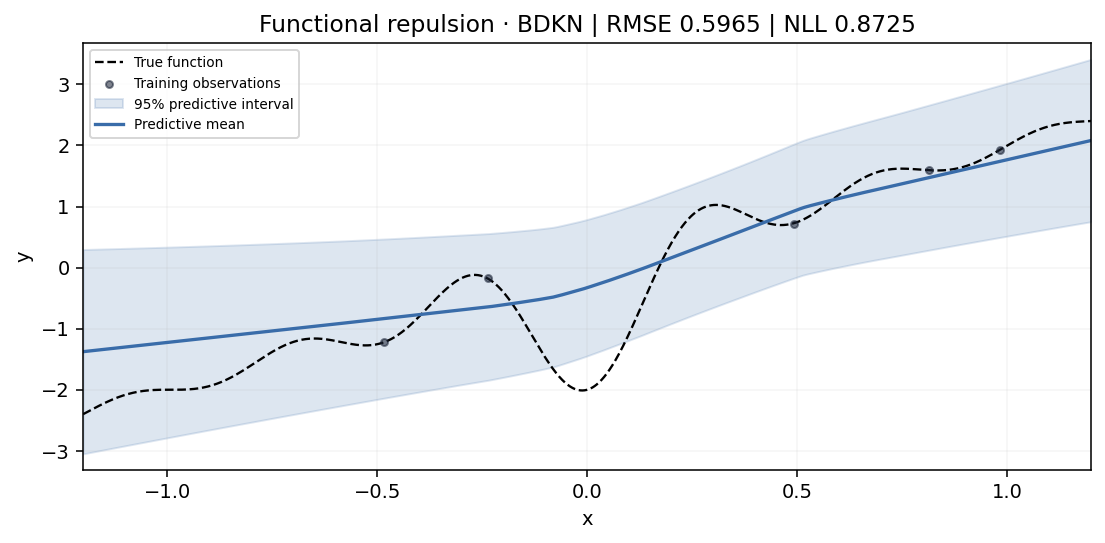 Functional repulsion · BDKN | RMSE 0.5965 | NLL 0.8725
True function
Training observations
95% predictive interval
Predictive mean
3
2
1
0
−1
−2
−3
y
−1.0
−0.5
0.0
0.5
1.0
x